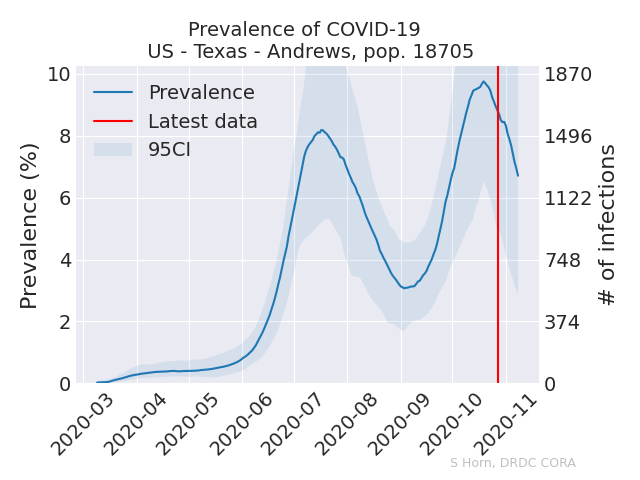 Prevalence of COVID-19
US - Texas - Andrews, pop. 18705
Prevalence
Latest data
95CI
Prevalence (%)
10
8
6
4
2
0
# of infections
1870
1496
1122
748
374
0
2020-03
2020-04
2020-05
2020-06
2020-07
2020-08
2020-09
2020-10
2020-11
S Horn, DRDC CORA